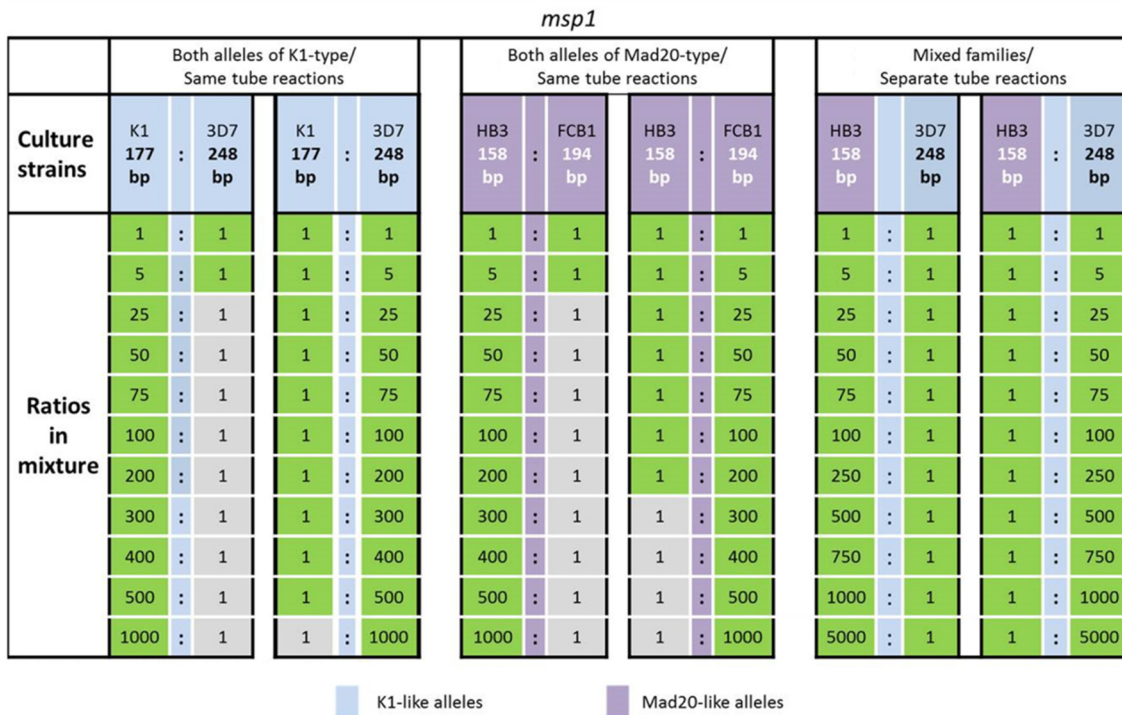 msp1
Both alleles of K1-type/ Both alleles of Mad20-type/ Mixed families/
Same tube reactions Same tube reactions Separate tube reactions
Culture strains
K1 177 bp : 3D7 248 bp K1 177 bp : 3D7 248 bp HB3 158 bp : FCB1 194 bp HB3 158 bp : FCB1 194 bp HB3 158 bp : 3D7 248 bp HB3 158 bp : 3D7 248 bp
Ratios in mixture
1 : 1 1 : 1 1 : 1 1 : 1 1 : 1 1 : 1
5 : 1 1 : 5 5 : 1 1 : 5 5 : 1 1 : 5
25 : 1 1 : 25 25 : 1 1 : 25 25 : 1 1 : 25
50 : 1 1 : 50 50 : 1 1 : 50 50 : 1 1 : 50
75 : 1 1 : 75 75 : 1 1 : 75 75 : 1 1 : 75
100 : 1 1 : 100 100 : 1 1 : 100 100 : 1 1 : 100
200 : 1 1 : 200 200 : 1 1 : 200 250 : 1 1 : 250
300 : 1 1 : 300 300 : 1 1 : 300 500 : 1 1 : 500
400 : 1 1 : 400 400 : 1 1 : 400 750 : 1 1 : 750
500 : 1 1 : 500 500 : 1 1 : 500 1000 : 1 1 : 1000
1000 : 1 1 : 1000 1000 : 1 1 : 1000 5000 : 1 1 : 5000
K1-like alleles Mad20-like alleles